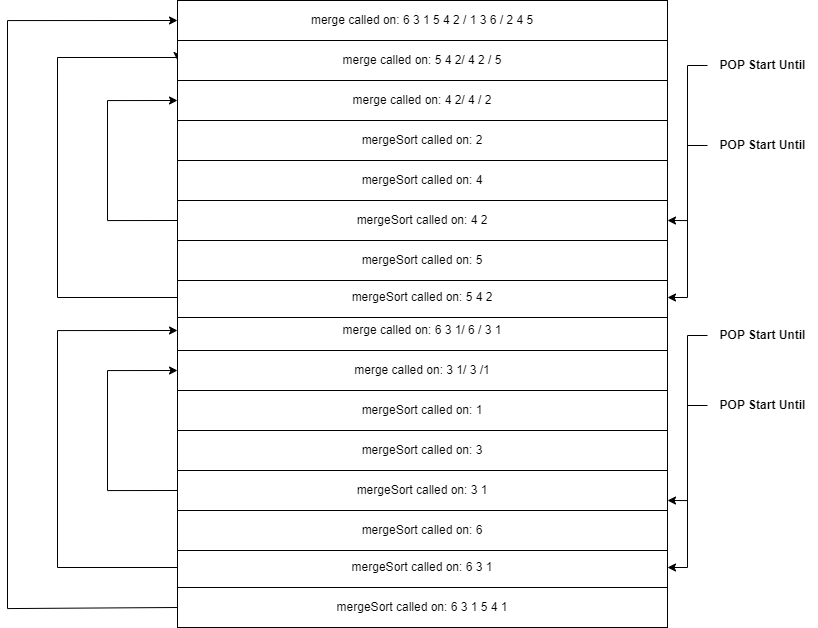 merge called on: 6 3 1 5 4 2 / 1 3 6 / 2 4 5
merge called on: 5 4 2/ 4 2 / 5
POP Start Until
merge called on: 4 2/ 4 / 2
mergeSort called on: 2
POP Start Until
mergeSort called on: 4
mergeSort called on: 4 2
mergeSort called on: 5
mergeSort called on: 5 4 2
merge called on: 6 3 1/ 6 / 3 1
POP Start Until
merge called on: 3 1/ 3 /1
mergeSort called on: 1
POP Start Until
mergeSort called on: 3
mergeSort called on: 3 1
mergeSort called on: 6
mergeSort called on: 6 3 1
mergeSort called on: 6 3 1 5 4 1